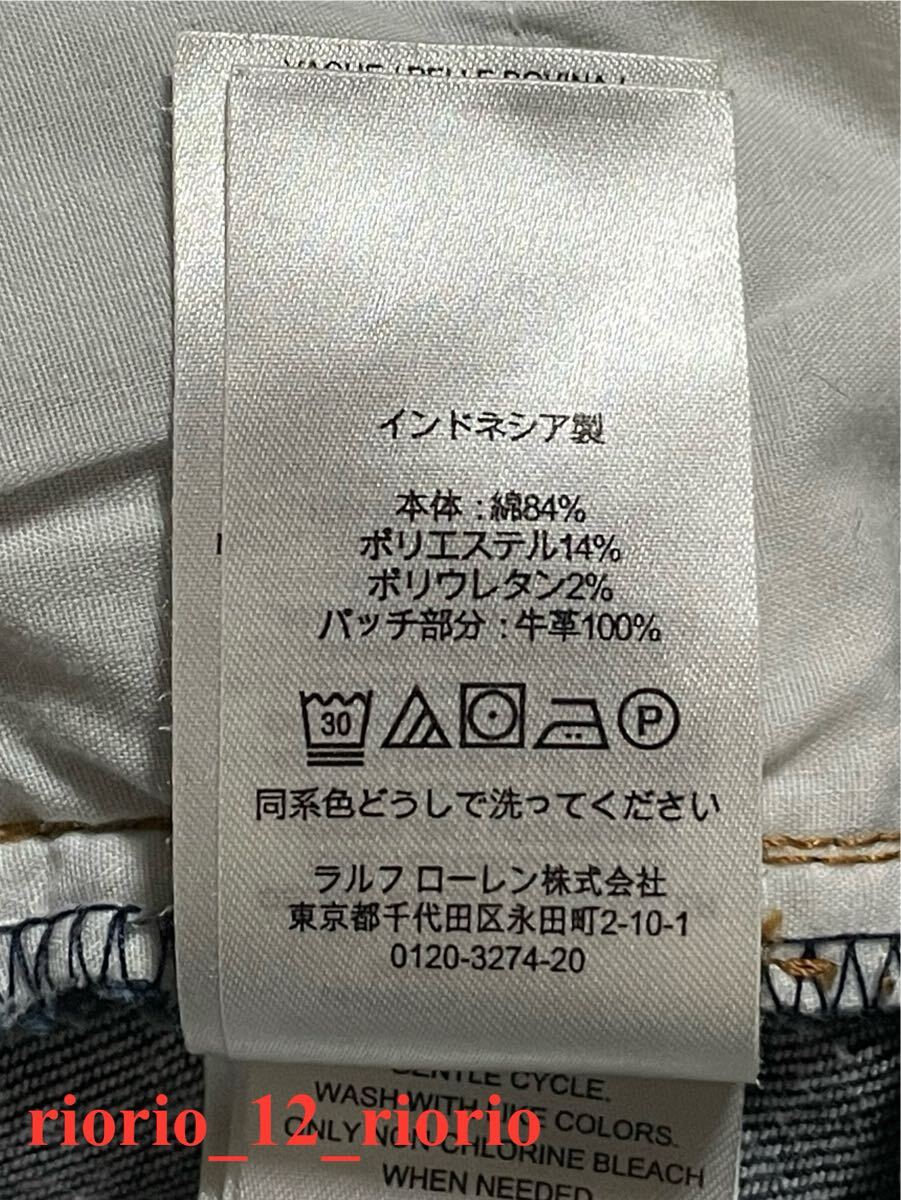 インドネシア製
本体 : 綿84%
ポリエステル14%
ポリウレタン2%
パッチ部分 : 牛革100%
30
P
同系色どうしで洗ってください
ラルフ ローレン株式会社
東京都千代田区永田町2-10-1
0120-3274-20
GENTLE CYCLE.
WASH WITH LIKE COLORS.
ONLY NON-CHLORINE BLEACH
WHEN NEEDED
riorio_12_riorio